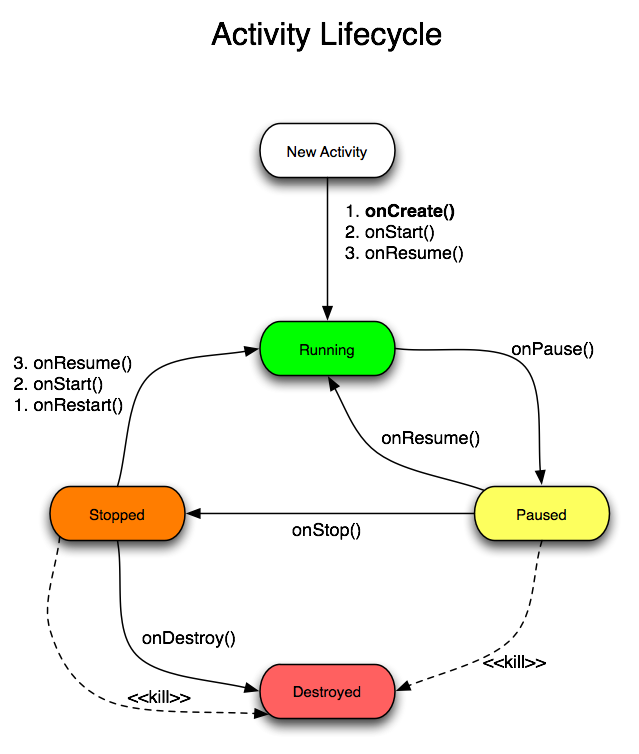 Activity Lifecycle
New Activity
1. onCreate()
2. onStart()
3. onResume()
Running
onPause()
3. onResume()
2. onStart()
1. onRestart()
onResume()
Stopped
Paused
onStop()
onDestroy()
<<kill>>
<<kill>>
Destroyed